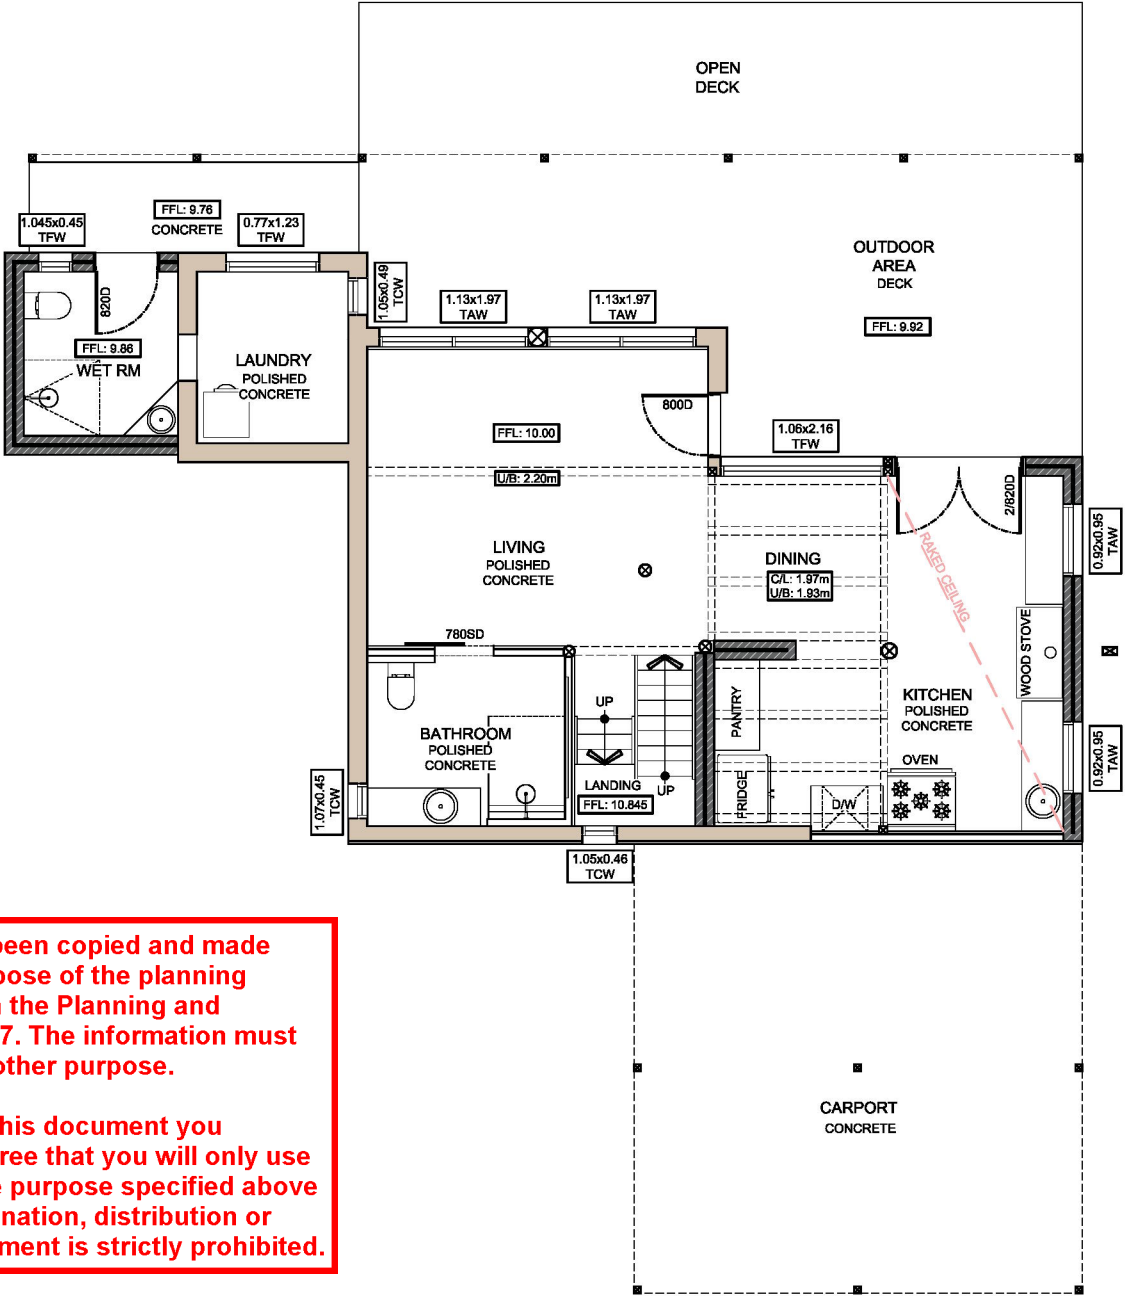 OPEN
DECK
FFL: 9.76
CONCRETE
1.045x0.45
TFW
0.77x1.23
TFW
OUTDOOR
AREA
DECK
FFL: 9.92
1.05x0.49
TCW
1.13x1.97
TAW
1.13x1.97
TAW
820D
FFL: 9.86
WET RM
LAUNDRY
POLISHED
CONCRETE
800D
FFL: 10.00
1.06x2.16
TFW
U/B: 2.20m
2/820D
0.92x0.95
TAW
LIVING
POLISHED
CONCRETE
DINING
C/L: 1.97m
U/B: 1.93m
RAKED CEILING
780SD
WOOD STOVE
UP
PANTRY
KITCHEN
POLISHED
CONCRETE
BATHROOM
POLISHED
CONCRETE
OVEN
0.92x0.95
TAW
LANDING
UP
FFL: 10.845
FRIDGE
D/W
1.07x0.45
TCW
1.05x0.46
TCW
been copied and made
pose of the planning
n the Planning and
7. The information must
other purpose.
his document you
ree that you will only use
e purpose specified above
nation, distribution or
ment is strictly prohibited.
CARPORT
CONCRETE